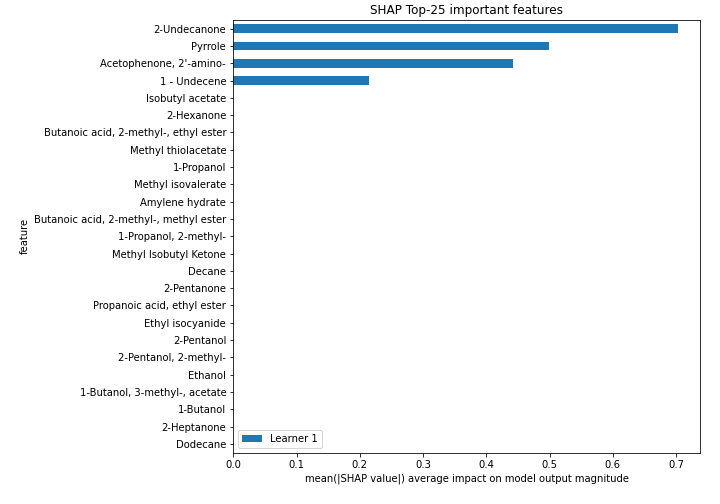 SHAP Top-25 important features
2-Undecanone
Pyrrole
Acetophenone, 2'-amino-
1 - Undecene
Isobutyl acetate
2-Hexanone
Butanoic acid, 2-methyl-, ethyl ester
Methyl thiolacetate
1-Propanol
Methyl isovalerate
Amylene hydrate
Butanoic acid, 2-methyl-, methyl ester
1-Propanol, 2-methyl-
Methyl Isobutyl Ketone
Decane
2-Pentanone
Propanoic acid, ethyl ester
Ethyl isocyanide
2-Pentanol
2-Pentanol, 2-methyl-
Ethanol
1-Butanol, 3-methyl-, acetate
1-Butanol
2-Heptanone
Dodecane
feature
Learner 1
0.0 0.1 0.2 0.3 0.4 0.5 0.6 0.7
mean(|SHAP value|) average impact on model output magnitude